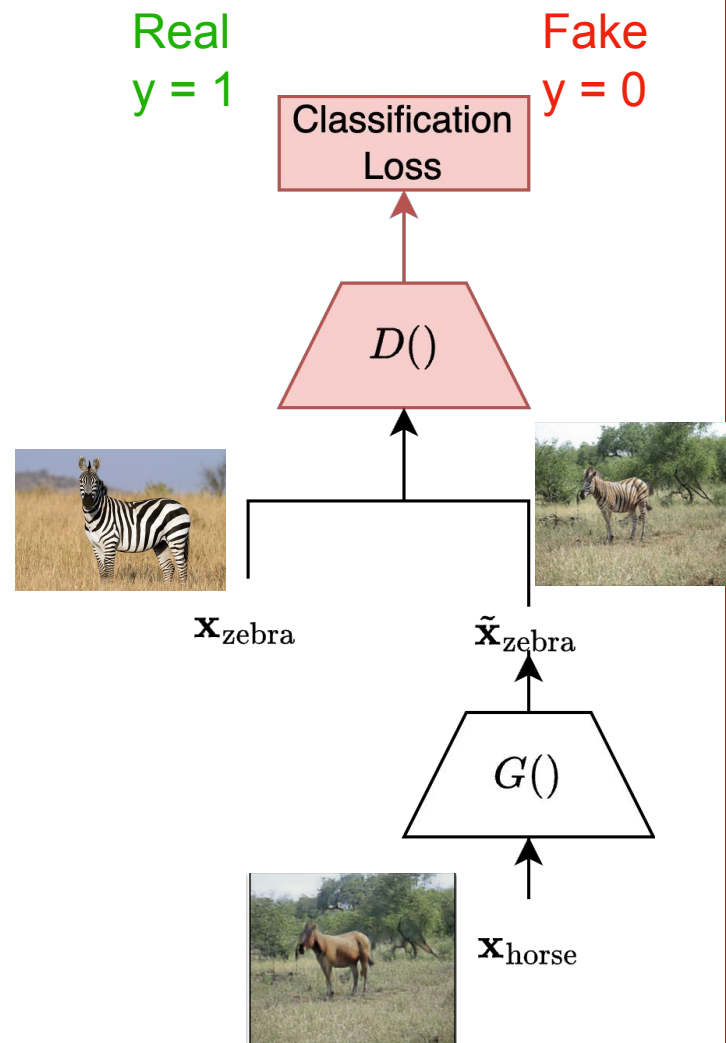 Real
y = 1
Fake
y = 0
Classification
Loss
D()
x_zebra
x̃_zebra
G()
x_horse